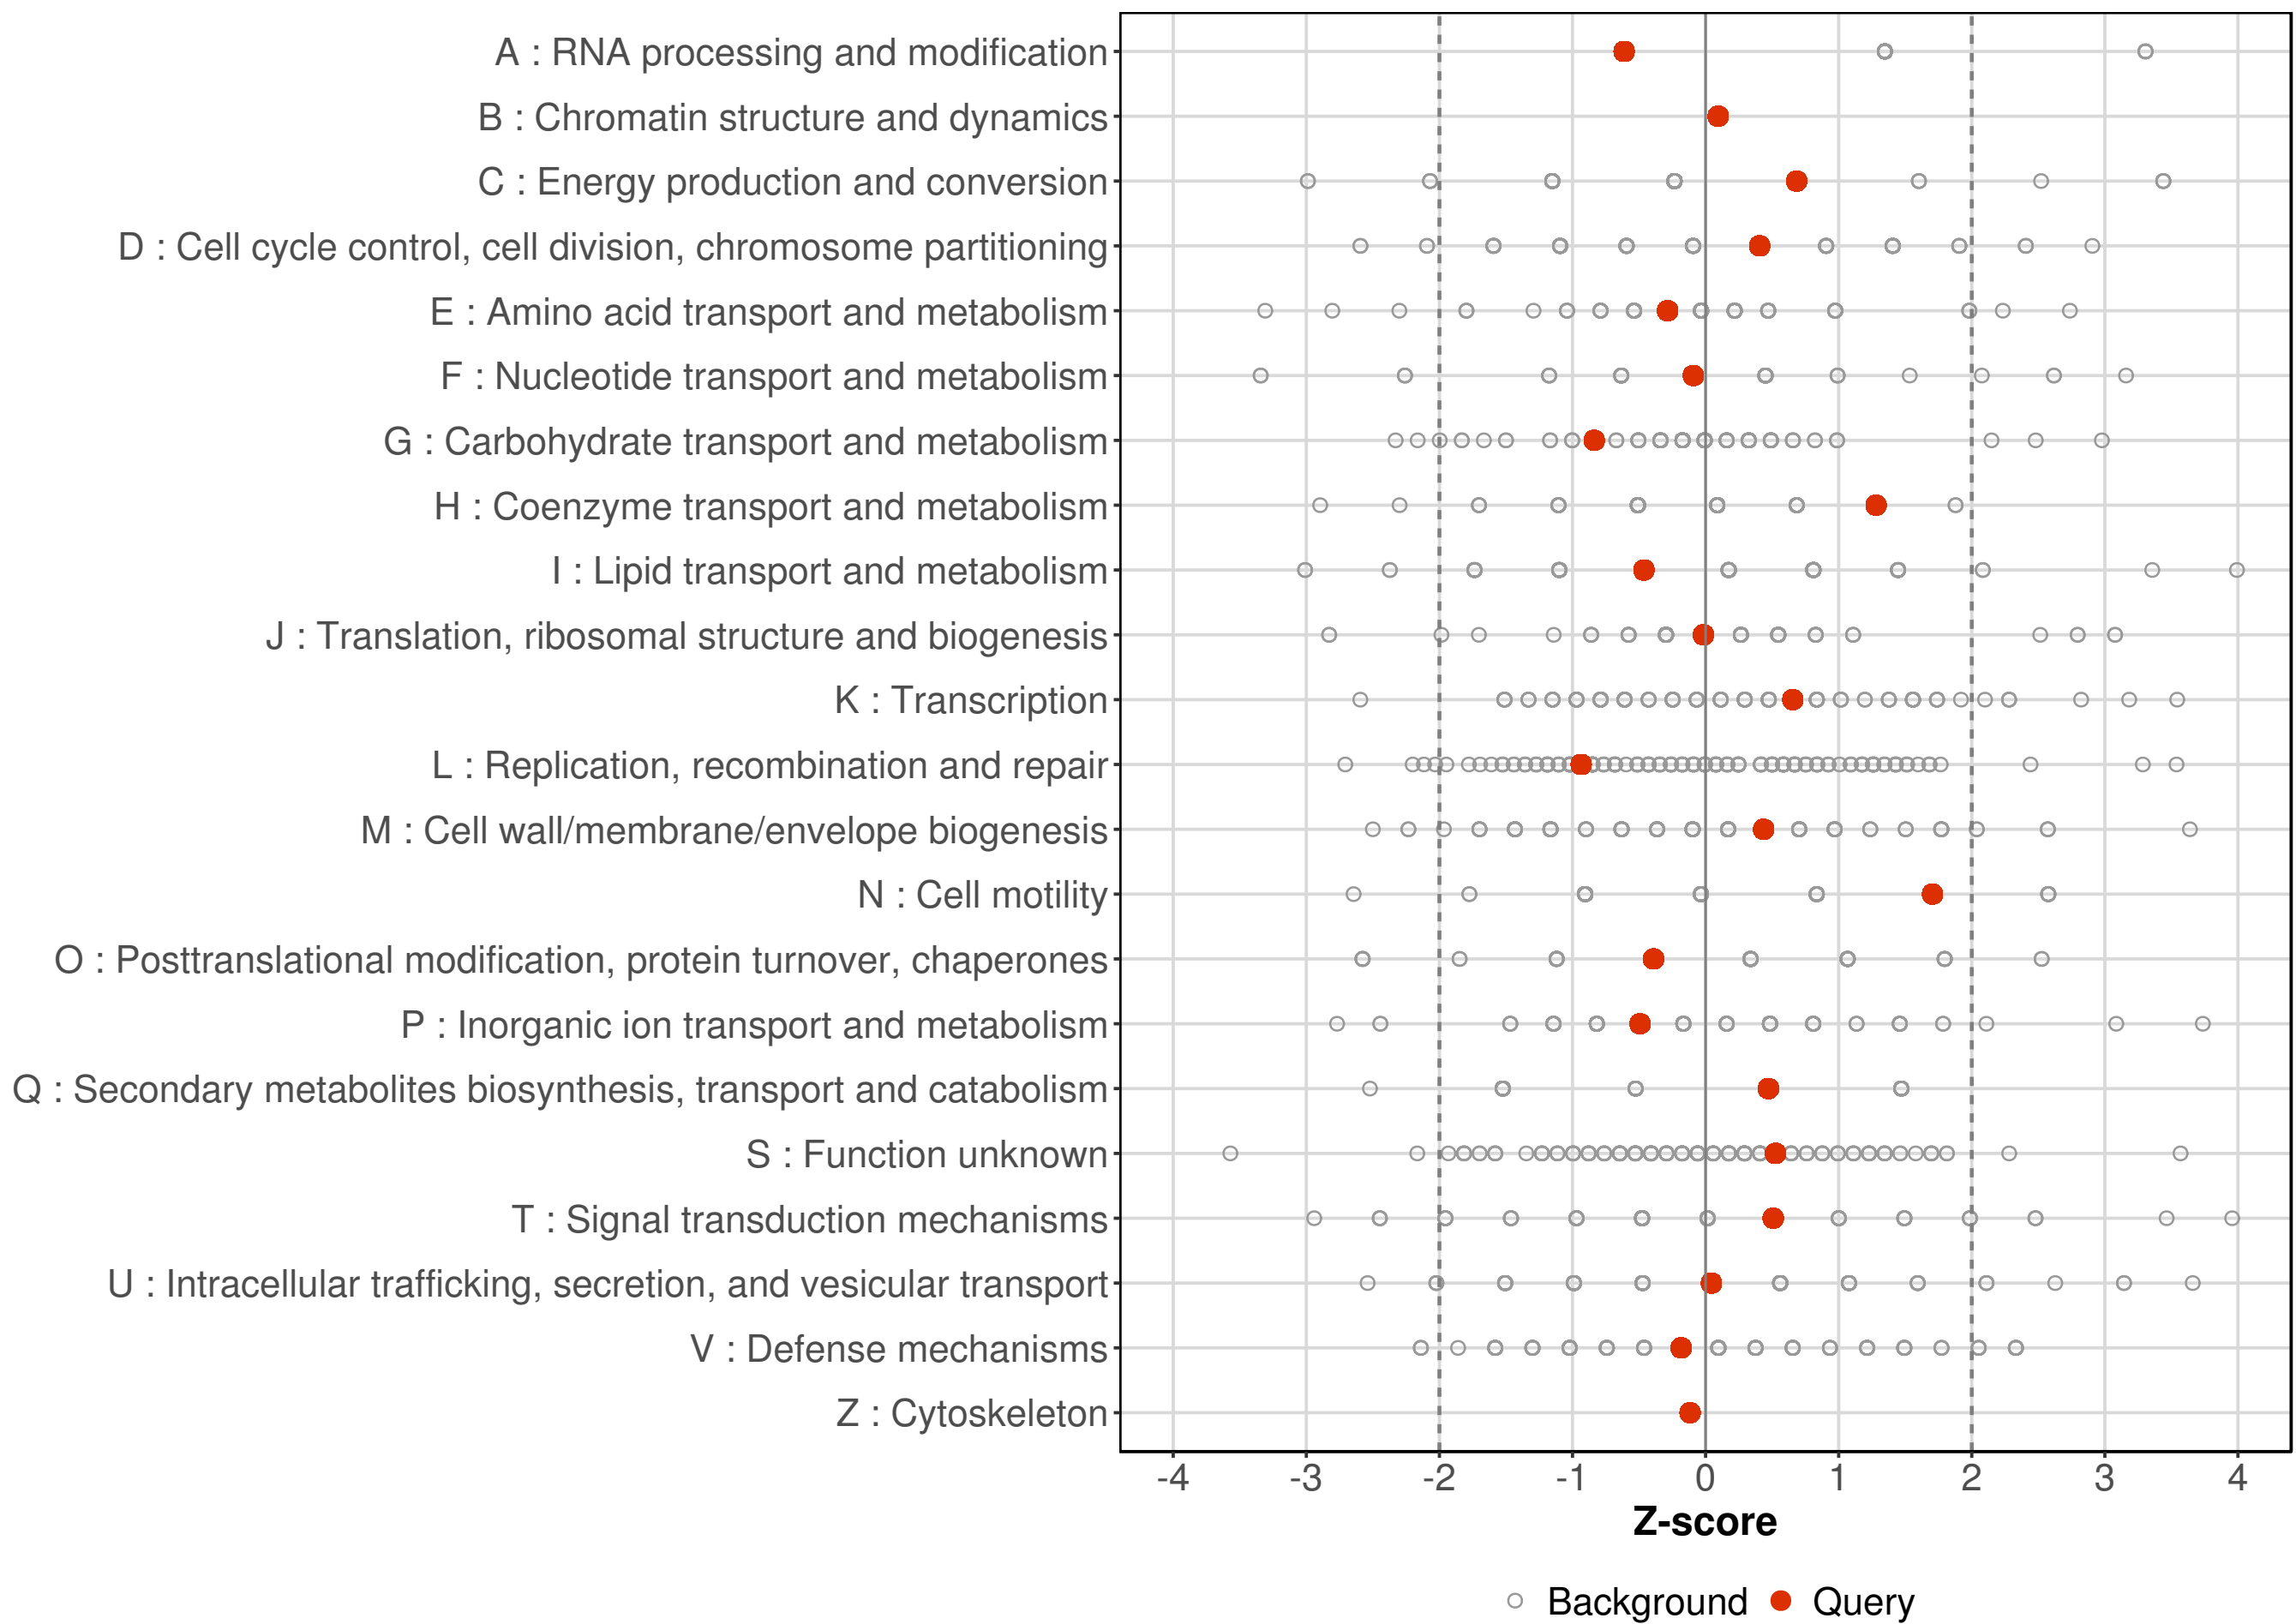 A : RNA processing and modification
B : Chromatin structure and dynamics
C : Energy production and conversion
D : Cell cycle control, cell division, chromosome partitioning
E : Amino acid transport and metabolism
F : Nucleotide transport and metabolism
G : Carbohydrate transport and metabolism
H : Coenzyme transport and metabolism
I : Lipid transport and metabolism
J : Translation, ribosomal structure and biogenesis
K : Transcription
L : Replication, recombination and repair
M : Cell wall/membrane/envelope biogenesis
N : Cell motility
O : Posttranslational modification, protein turnover, chaperones
P : Inorganic ion transport and metabolism
Q : Secondary metabolites biosynthesis, transport and catabolism
S : Function unknown
T : Signal transduction mechanisms
U : Intracellular trafficking, secretion, and vesicular transport
V : Defense mechanisms
Z : Cytoskeleton
-4 -3 -2 -1 0 1 2 3 4
Z-score
Background Query